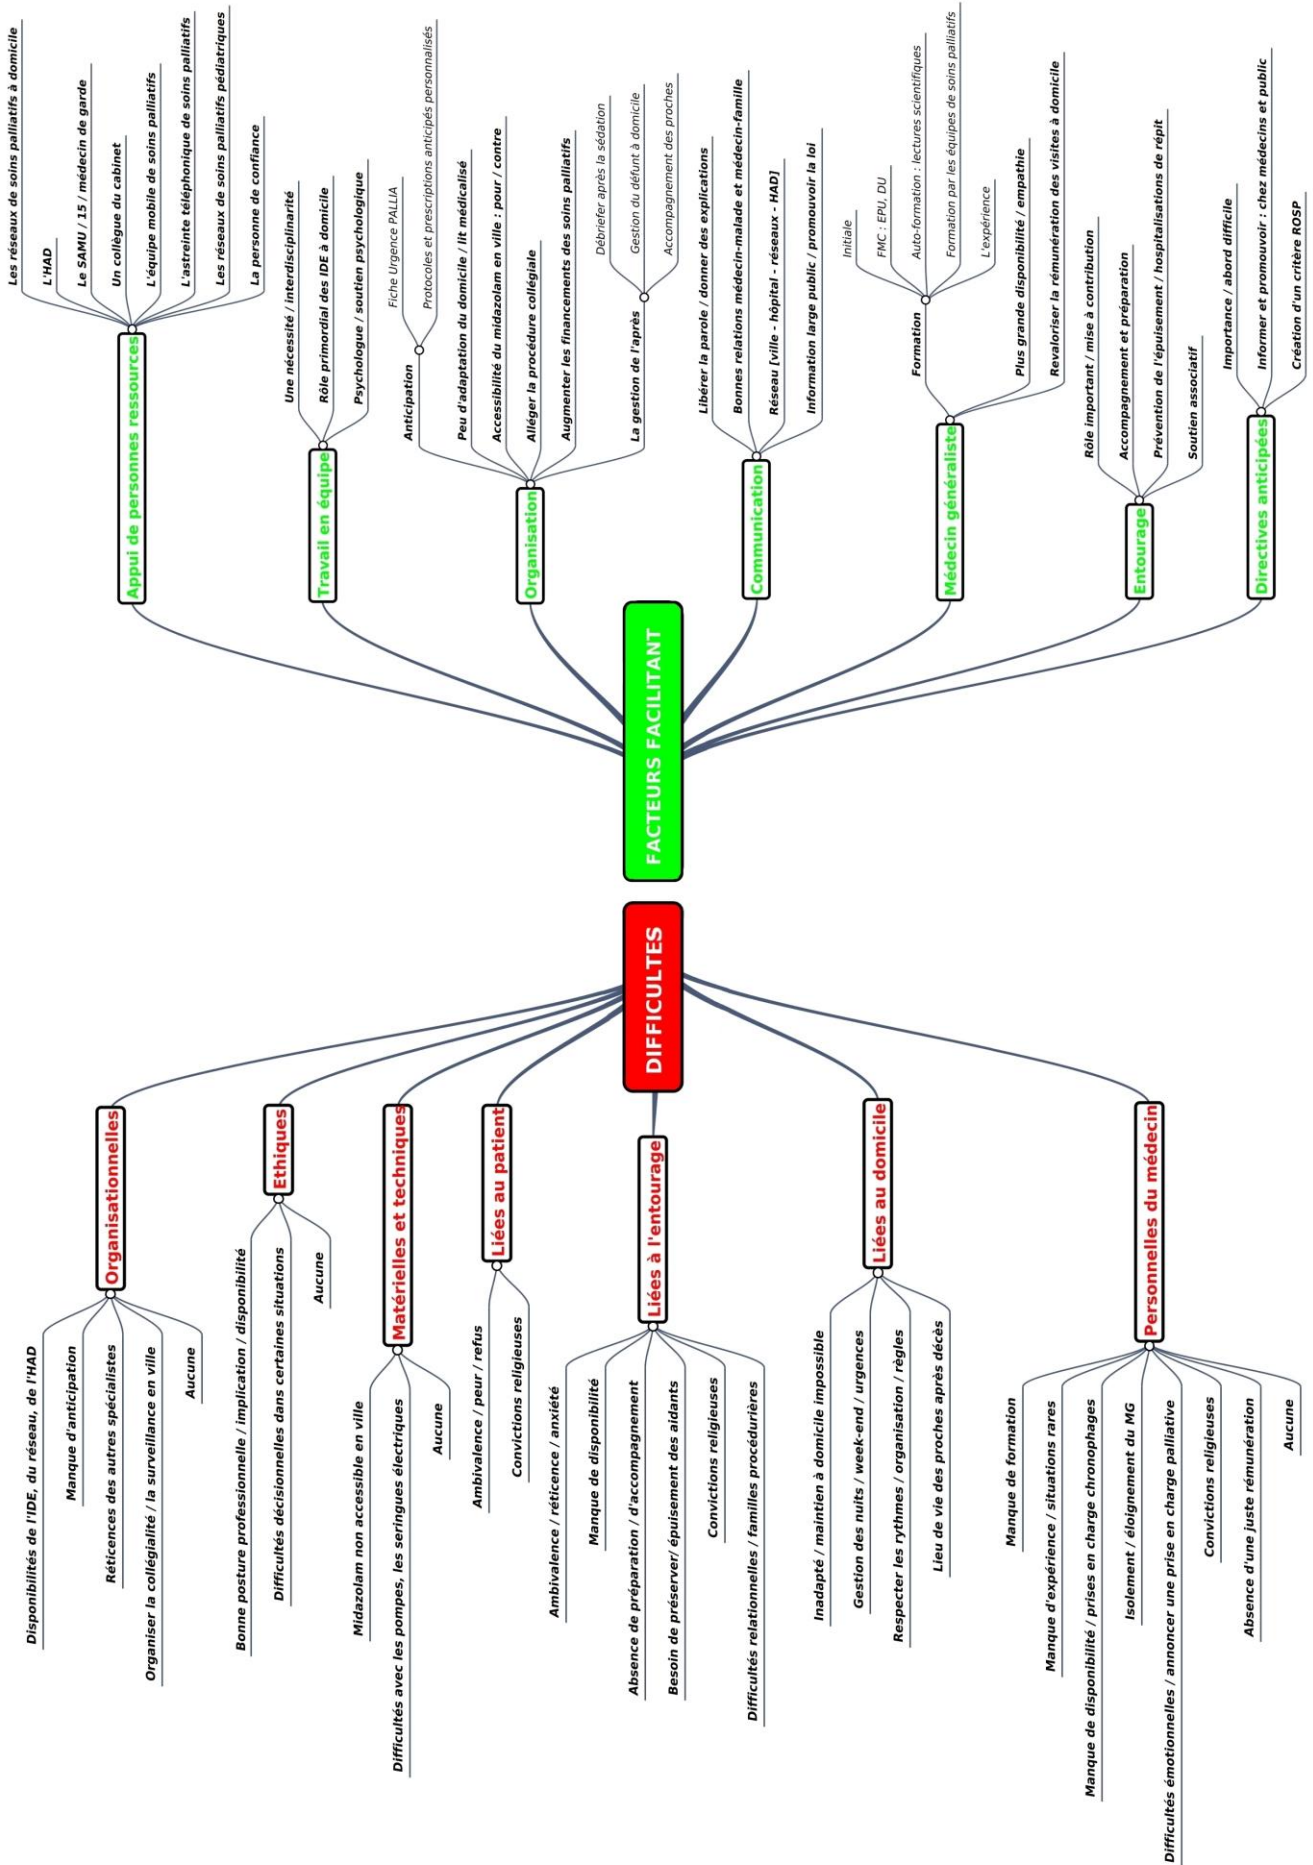 DIFFICULTES
Organisationnelles
Disponibilités de l'IDE, du réseau, de l'HAD
Manque d'anticipation
Réticences des autres spécialistes
Organiser la collégialité / la surveillance en ville
Aucune
Ethiques
Bonne posture professionnelle / implication / disponibilité
Difficultés décisionnelles dans certaines situations
Aucune
Matérielles et techniques
Midazolam non accessible en ville
Difficultés avec les pompes, les seringues électriques
Aucune
Liées au patient
Ambivalence / peur / refus
Convictions religieuses
Liées à l'entourage
Ambivalence / réticence / anxiété
Manque de disponibilité
Absence de préparation / d'accompagnement
Besoin de préserver/ épuisement des aidants
Convictions religieuses
Difficultés relationnelles / familles procédurières
Liées au domicile
Inadapté / maintien à domicile impossible
Gestion des nuits / week-end / urgences
Respecter les rythmes / organisation / règles
Lieu de vie des proches après décès
Personnelles du médecin
Manque de formation
Manque d'expérience / situations rares
Manque de disponibilité / prises en charge chronophages
Isolement / éloignement du MG
Difficultés émotionnelles / annoncer une prise en charge palliative
Convictions religieuses
Absence d'une juste rémunération
Aucune
FACTEURS FACILITANT
Appui de personnes ressources
Les réseaux de soins palliatifs à domicile
L'HAD
Le SAMU / 15 / médecin de garde
Un collègue du cabinet
L'équipe mobile de soins palliatifs
L'astreinte téléphonique de soins palliatifs
Les réseaux de soins palliatifs pédiatriques
La personne de confiance
Travail en équipe
Une nécessité / interdisciplinarité
Rôle primordial des IDE à domicile
Psychologue / soutien psychologique
Organisation
Anticipation
Fiche Urgence PALLIA
Protocoles et prescriptions anticipés personnalisés
Peu d'adaptation du domicile / lit médicalisé
Accessibilité du midazolam en ville : pour / contre
Alléger la procédure collégiale
Augmenter les financements des soins palliatifs
La gestion de l'après
Débriefer après la sédation
Gestion du défunt à domicile
Accompagnement des proches
Communication
Libérer la parole / donner des explications
Bonnes relations médecin-malade et médecin-famille
Réseau [ville - hôpital - réseaux - HAD]
Information large public / promouvoir la loi
Médecin généraliste
Formation
Initiale
FMC : EPU, DU
Auto-formation : lectures scientifiques
Formation par les équipes de soins palliatifs
L'expérience
Plus grande disponibilité / empathie
Revaloriser la rémunération des visites à domicile
Entourage
Rôle important / mise à contribution
Accompagnement et préparation
Prévention de l'épuisement / hospitalisations de répit
Soutien associatif
Directives anticipées
Importance / abord difficile
Informer et promouvoir : chez médecins et public
Création d'un critère ROSP